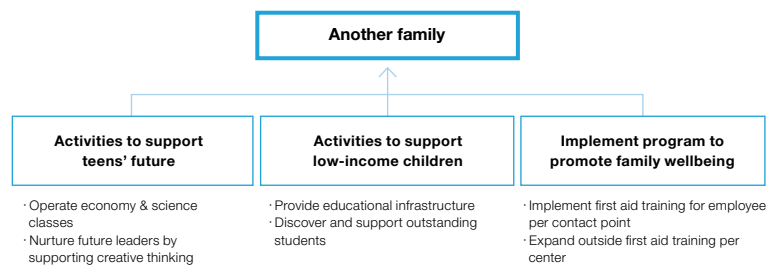 Another family
Activities to support
teens’ future
· Operate economy & science
classes
· Nurture future leaders by
supporting creative thinking
Activities to support
low-income children
· Provide educational infrastructure
· Discover and support outstanding
students
Implement program to
promote family wellbeing
· Implement first aid training for employee
per contact point
· Expand outside first aid training per
center